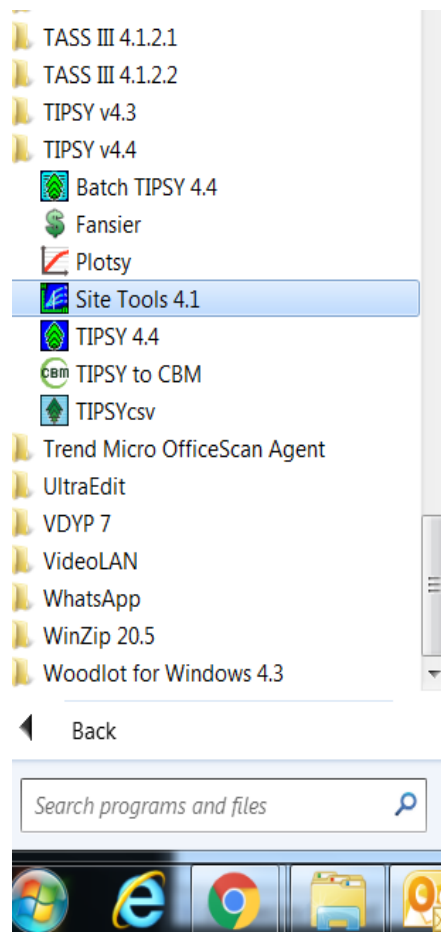 TASS III 4.1.2.1
TASS III 4.1.2.2
TIPSY v4.3
TIPSY v4.4
Batch TIPSY 4.4
Fansier
Plotsy
Site Tools 4.1
TIPSY 4.4
CBM TIPSY to CBM
TIPSYcsv
Trend Micro OfficeScan Agent
UltraEdit
VDYP 7
VideoLAN
WhatsApp
WinZip 20.5
Woodlot for Windows 4.3
Back
Search programs and files